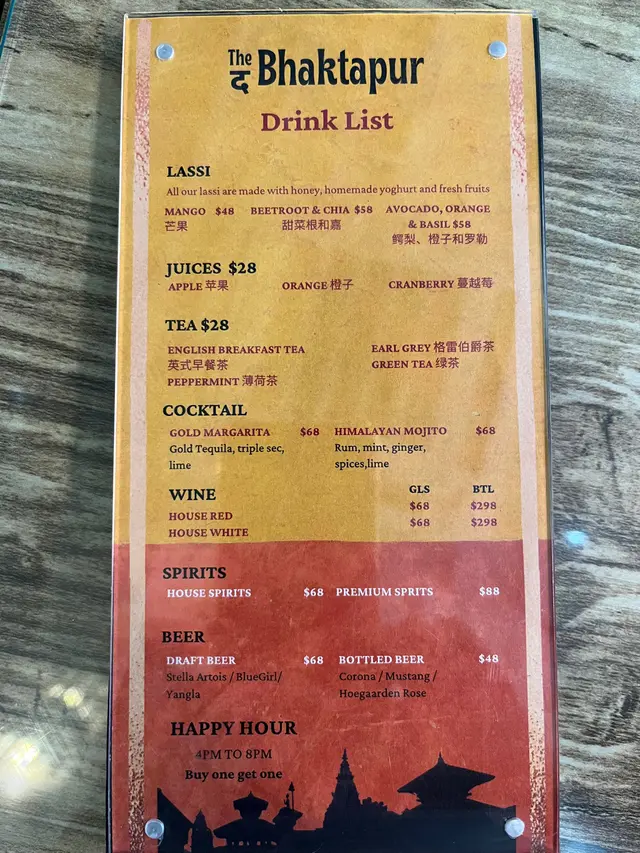 The
द Bhaktapur
Drink List
LASSI
All our lassi are made with honey, homemade yoghurt and fresh fruits
MANGO $48 BEETROOT & CHIA $58 AVOCADO, ORANGE
& BASIL $58
芒果 甜菜根和嘉
鳄梨、橙子和罗勒
JUICES $28
APPLE 苹果 ORANGE 橙子 CRANBERRY 蔓越莓
TEA $28
ENGLISH BREAKFAST TEA EARL GREY 格雷伯爵茶
英式早餐茶 GREEN TEA 绿茶
PEPPERMINT 薄荷茶
COCKTAIL
GOLD MARGARITA $68 HIMALAYAN MOJITO $68
Gold Tequila, triple sec, Rum, mint, ginger,
lime spices,lime
WINE GLS BTL
HOUSE RED $68 $298
HOUSE WHITE $68 $298
SPIRITS
HOUSE SPIRITS $68 PREMIUM SPRITS $88
BEER
DRAFT BEER $68 BOTTLED BEER $48
Stella Artois / BlueGirl/ Corona / Mustang /
Yangla Hoegaarden Rose
HAPPY HOUR
4PM TO 8PM
Buy one get one